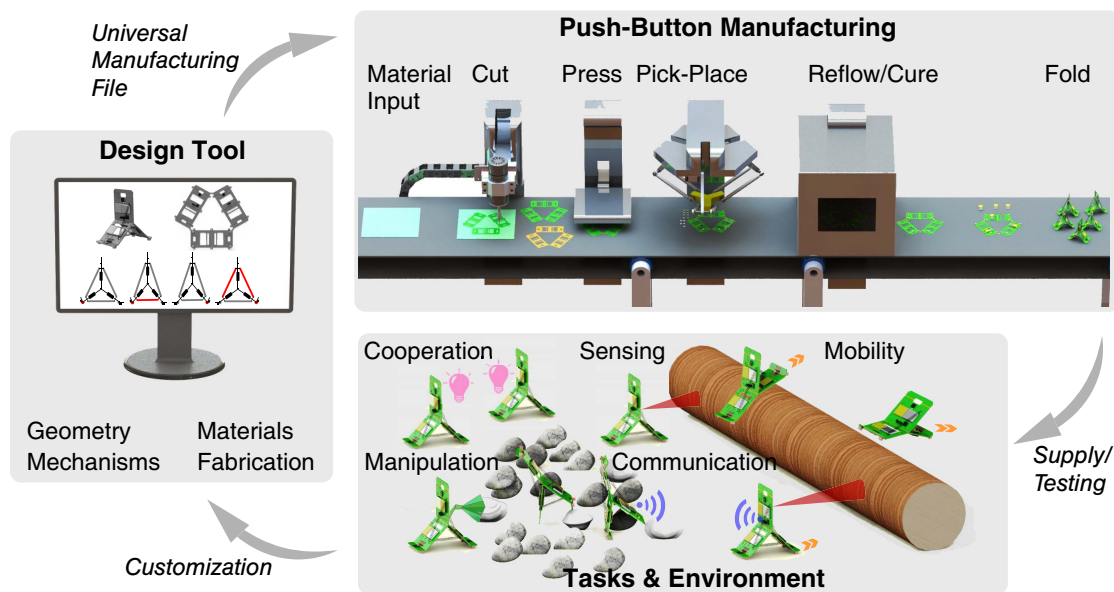 Universal
Manufacturing
File
Push-Button Manufacturing
Material
Input
Cut
Press
Pick-Place
Reflow/Cure
Fold
Design Tool
Geometry
Mechanisms
Materials
Fabrication
Cooperation
Sensing
Mobility
Manipulation
Communication
Tasks & Environment
Supply/
Testing
Customization